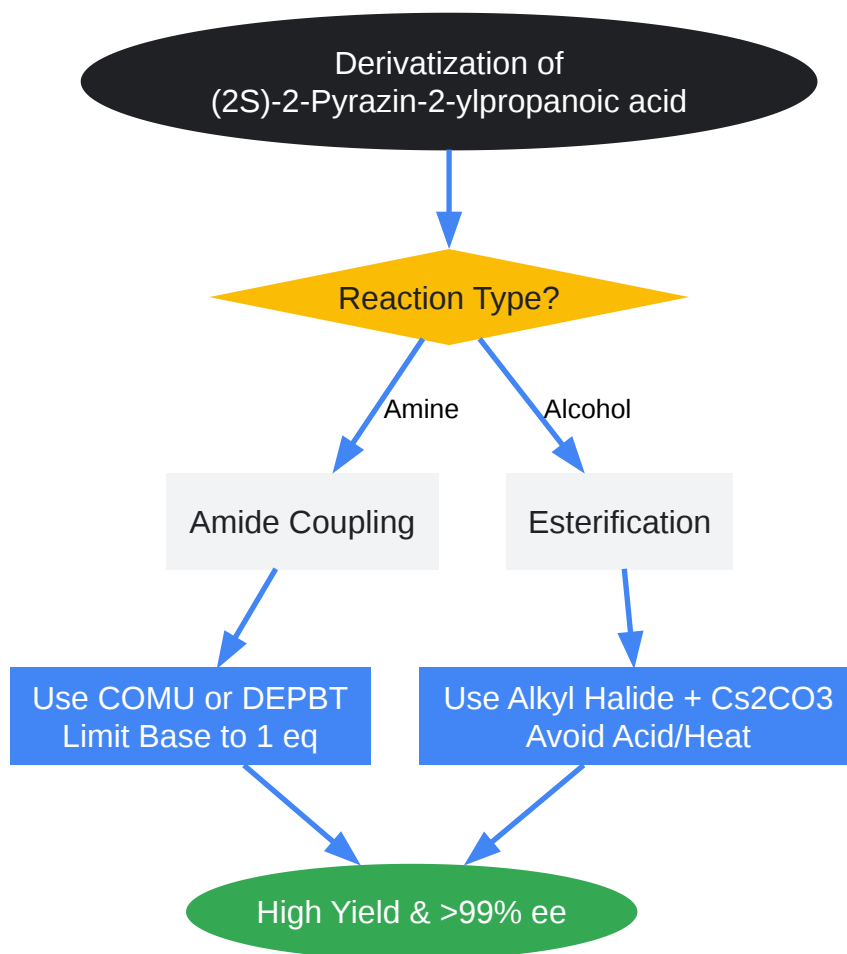 Derivatization of
(2S)-2-Pyrazin-2-ylpropanoic acid
Reaction Type?
Amine
Alcohol
Amide Coupling
Esterification
Use COMU or DEPBT
Limit Base to 1 eq
Use Alkyl Halide + Cs2CO3
Avoid Acid/Heat
High Yield & >99% ee